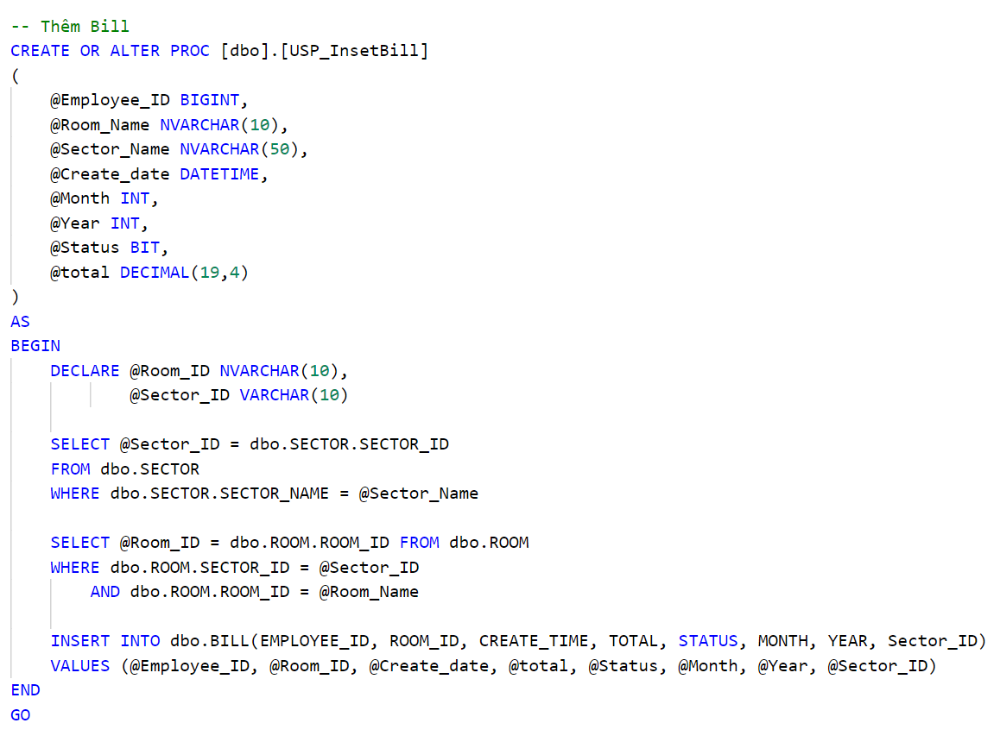 -- Thêm Bill
CREATE OR ALTER PROC [dbo].[USP_InsetBill]
(
    @Employee_ID BIGINT,
    @Room_Name NVARCHAR(10),
    @Sector_Name NVARCHAR(50),
    @Create_date DATETIME,
    @Month INT,
    @Year INT,
    @Status BIT,
    @total DECIMAL(19,4)
)
AS
BEGIN
    DECLARE @Room_ID NVARCHAR(10),
            @Sector_ID VARCHAR(10)

    SELECT @Sector_ID = dbo.SECTOR.SECTOR_ID
    FROM dbo.SECTOR
    WHERE dbo.SECTOR.SECTOR_NAME = @Sector_Name

    SELECT @Room_ID = dbo.ROOM.ROOM_ID FROM dbo.ROOM
    WHERE dbo.ROOM.SECTOR_ID = @Sector_ID
        AND dbo.ROOM.ROOM_ID = @Room_Name

    INSERT INTO dbo.BILL(EMPLOYEE_ID, ROOM_ID, CREATE_TIME, TOTAL, STATUS, MONTH, YEAR, Sector_ID)
    VALUES (@Employee_ID, @Room_ID, @Create_date, @total, @Status, @Month, @Year, @Sector_ID)
END
GO